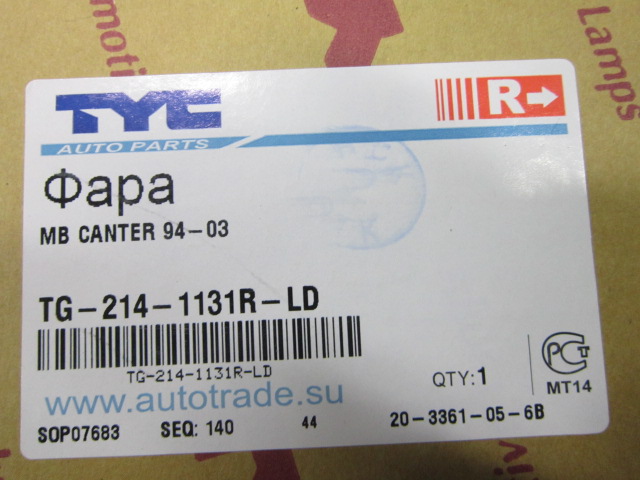 Lamps
TYC
AUTO PARTS
R
Фара
MB CANTER 94-03
TG-214-1131R-LD
TG-214-1131R-LD
QTY:1
МТ14
www.autotrade.su
SOP07683 SEQ: 140 44 20-3361-05-6B